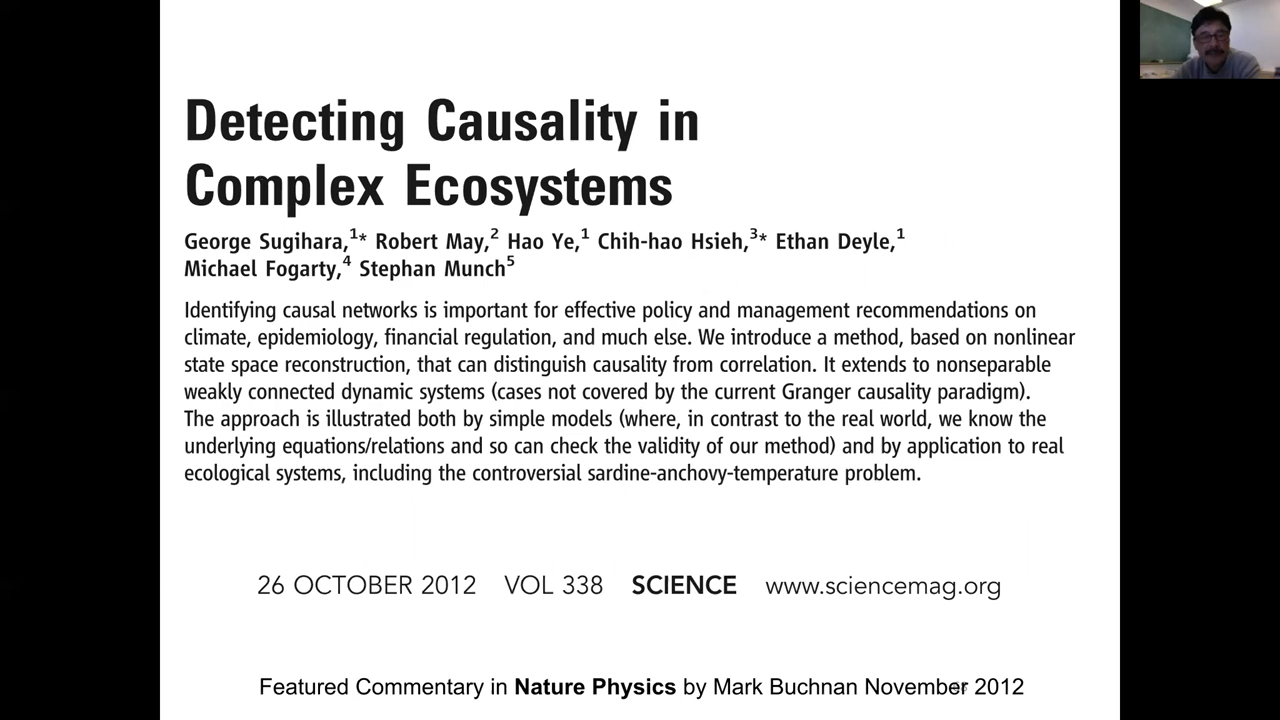 Detecting Causality in
Complex Ecosystems
George Sugihara,¹* Robert May,² Hao Ye,¹ Chih-hao Hsieh,³* Ethan Deyle,¹
Michael Fogarty,⁴ Stephan Munch⁵
Identifying causal networks is important for effective policy and management recommendations on
climate, epidemiology, financial regulation, and much else. We introduce a method, based on nonlinear
state space reconstruction, that can distinguish causality from correlation. It extends to nonseparable
weakly connected dynamic systems (cases not covered by the current Granger causality paradigm).
The approach is illustrated both by simple models (where, in contrast to the real world, we know the
underlying equations/relations and so can check the validity of our method) and by application to real
ecological systems, including the controversial sardine-anchovy-temperature problem.
26 OCTOBER 2012 VOL 338 SCIENCE www.sciencemag.org
Featured Commentary in Nature Physics by Mark Buchnan November 2012